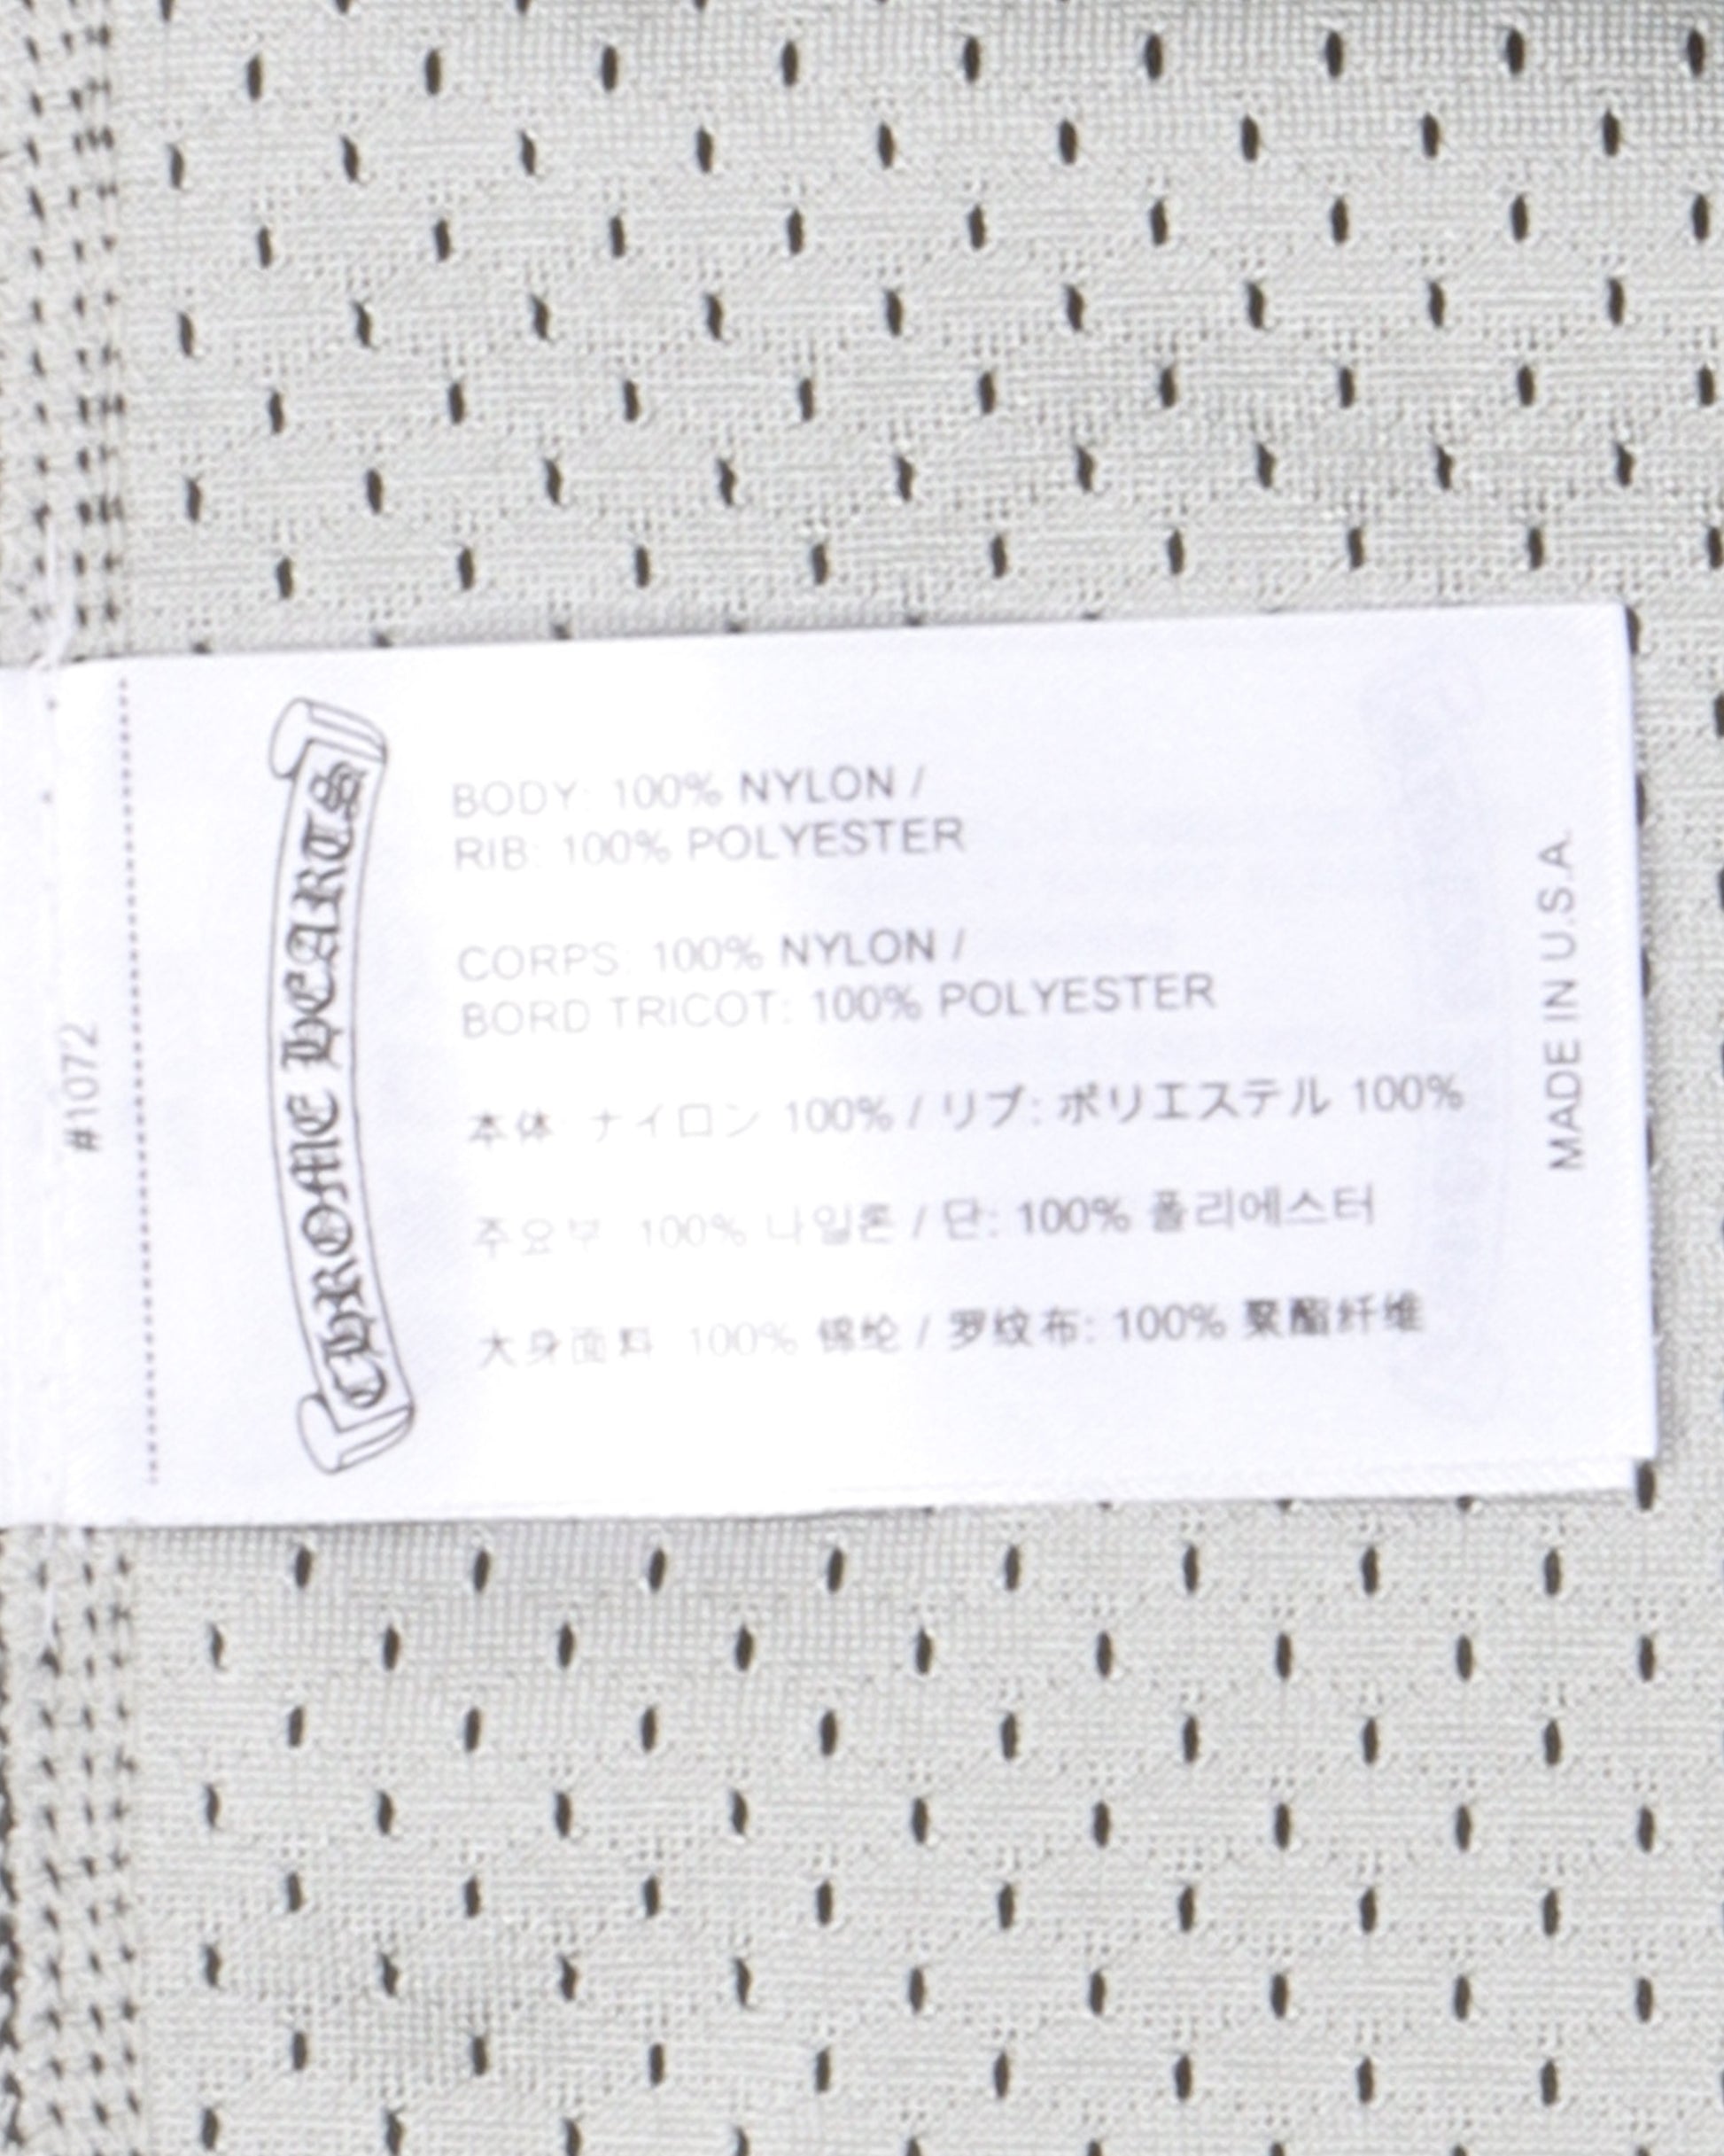 #1072
CHROME HEARTS
BODY: 100% NYLON /
RIB: 100% POLYESTER
CORPS: 100% NYLON /
BORD TRICOT: 100% POLYESTER
本体 ナイロン 100% / リブ: ポリエステル 100%
주요부 100% 나일론 / 단: 100% 폴리에스터
大身面料 100% 锦纶 / 罗纹布: 100% 聚酯纤维
MADE IN U.S.A.